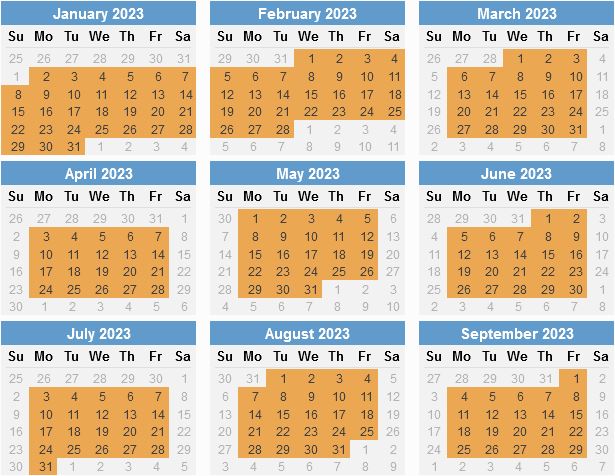 January 2023
Su Mo Tu We Th Fr Sa
25 26 27 28 29 30 31
1 2 3 4 5 6 7
8 9 10 11 12 13 14
15 16 17 18 19 20 21
22 23 24 25 26 27 28
29 30 31 1 2 3 4
February 2023
Su Mo Tu We Th Fr Sa
29 30 31 1 2 3 4
5 6 7 8 9 10 11
12 13 14 15 16 17 18
19 20 21 22 23 24 25
26 27 28 1 2 3 4
5 6 7 8 9 10 11
March 2023
Su Mo Tu We Th Fr Sa
26 27 28 1 2 3 4
5 6 7 8 9 10 11
12 13 14 15 16 17 18
19 20 21 22 23 24 25
26 27 28 29 30 31 1
2 3 4 5 6 7 8
April 2023
Su Mo Tu We Th Fr Sa
26 27 28 29 30 31 1
2 3 4 5 6 7 8
9 10 11 12 13 14 15
16 17 18 19 20 21 22
23 24 25 26 27 28 29
30 1 2 3 4 5 6
May 2023
Su Mo Tu We Th Fr Sa
30 1 2 3 4 5 6
7 8 9 10 11 12 13
14 15 16 17 18 19 20
21 22 23 24 25 26 27
28 29 30 31 1 2 3
4 5 6 7 8 9 10
June 2023
Su Mo Tu We Th Fr Sa
28 29 30 31 1 2 3
4 5 6 7 8 9 10
11 12 13 14 15 16 17
18 19 20 21 22 23 24
25 26 27 28 29 30 1
2 3 4 5 6 7 8
July 2023
Su Mo Tu We Th Fr Sa
25 26 27 28 29 30 1
2 3 4 5 6 7 8
9 10 11 12 13 14 15
16 17 18 19 20 21 22
23 24 25 26 27 28 29
30 31 1 2 3 4 5
August 2023
Su Mo Tu We Th Fr Sa
30 31 1 2 3 4 5
6 7 8 9 10 11 12
13 14 15 16 17 18 19
20 21 22 23 24 25 26
27 28 29 30 31 1 2
3 4 5 6 7 8 9
September 2023
Su Mo Tu We Th Fr Sa
27 28 29 30 31 1 2
3 4 5 6 7 8 9
10 11 12 13 14 15 16
17 18 19 20 21 22 23
24 25 26 27 28 29 30
1 2 3 4 5 6 7